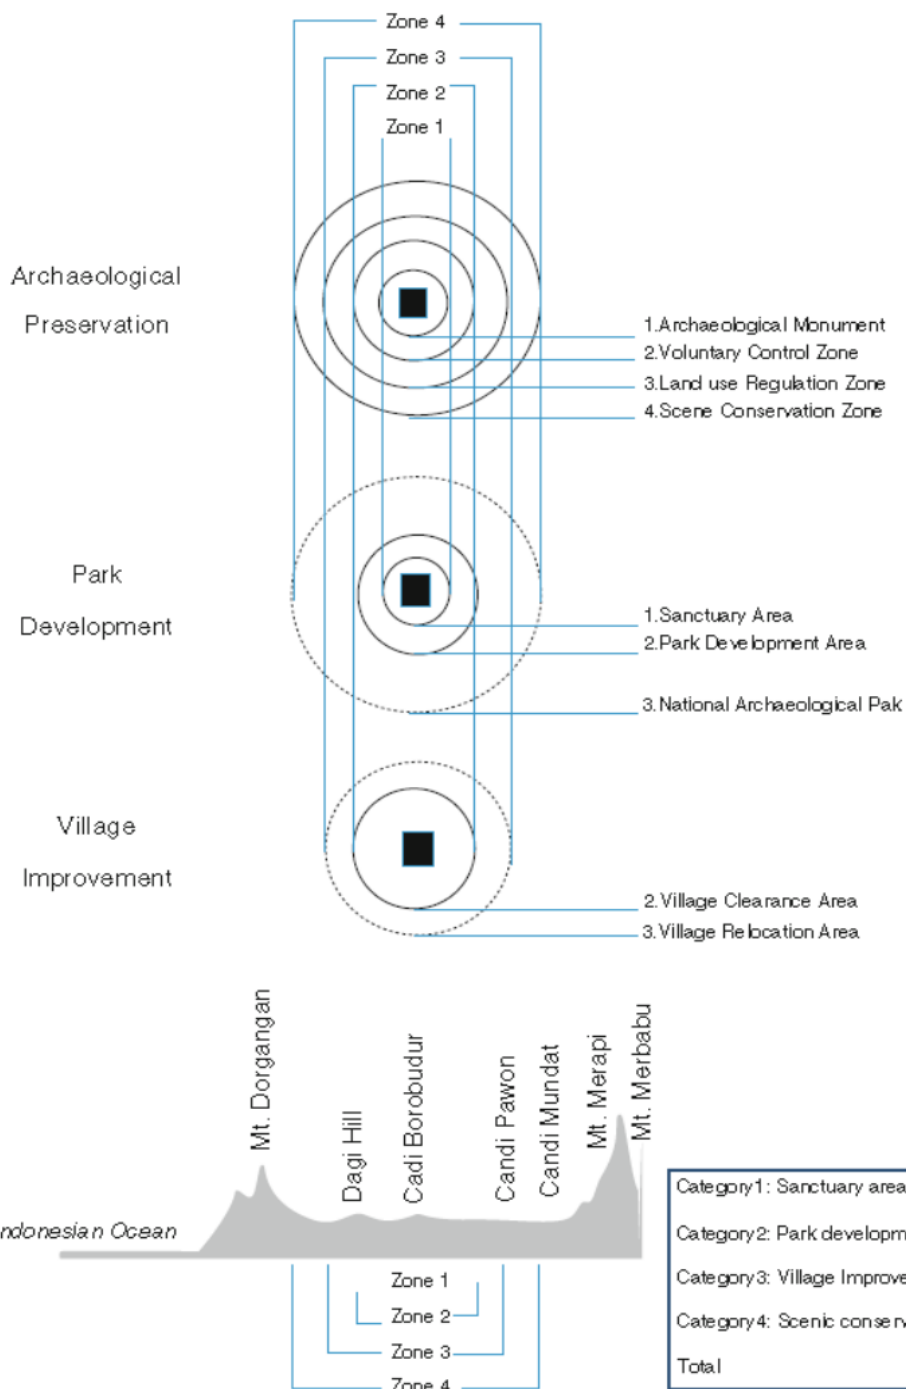 Zone 4
Zone 3
Zone 2
Zone 1
Archaeological
Preservation
1.Archaeological Monument
2.Voluntary Control Zone
3.Land use Regulation Zone
4.Scene Conservation Zone
Park
Development
1.Sanctuary Area
2.Park Development Area
3.National Archaeological Pak
Village
Improvement
2.Village Clearance Area
3.Village Relocation Area
Mt. Dorgangan
Dagi Hill
Cadi Borobudur
Candi Pawon
Candi Mundat
Mt. Merapi
Mt. Merbabu
ndonesian Ocean
Zone 1
Zone 2
Zone 3
Zone 4
Category1: Sanctuary area
Category2: Park developm
Category3: Village Improve
Category4: Scenic conserv
Total